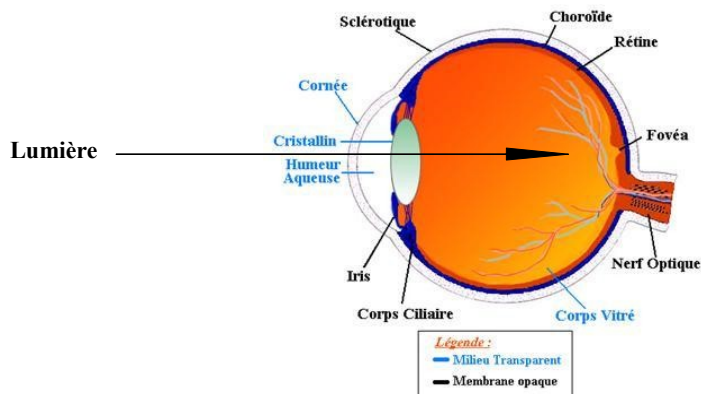 Choroïde
Sclérotique
Rétine
Cornée
Fovéa
Cristallin
Lumière
Humeur
Aqueuse
Nerf Optique
Iris
Corps Ciliaire
Corps Vitré
Légende :
Milieu Transparent
Membrane opaque